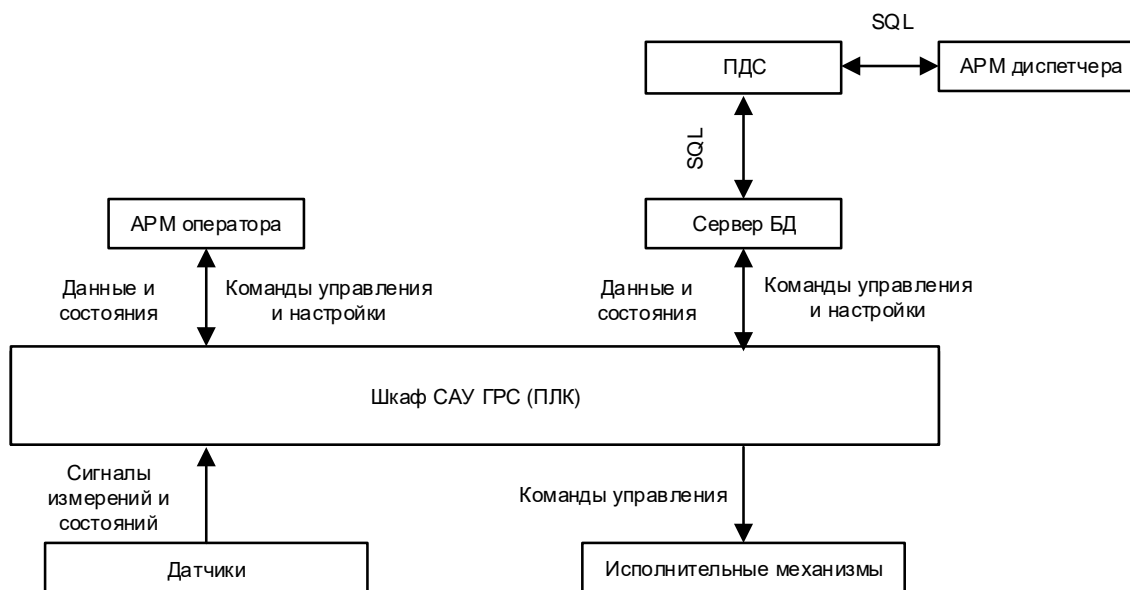 SQL
ПДС
АРМ диспетчера
SQL
АРМ оператора
Сервер БД
Данные и
состояния
Команды управления
и настройки
Данные и
состояния
Команды управления
и настройки
Шкаф САУ ГРС (ПЛК)
Сигналы
измерений и
состояний
Команды управления
Датчики
Исполнительные механизмы